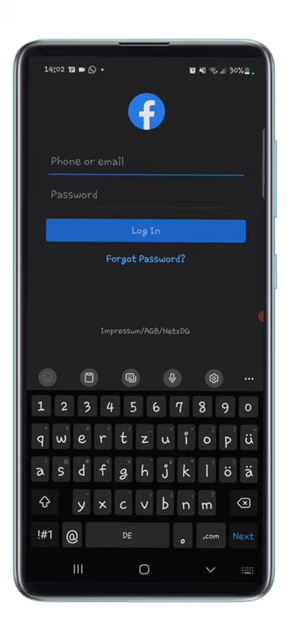 14:02 30%
f
Phone or email
Password
Log In
Forgot Password?
Impressum/AGB/NetzDG
1 2 3 4 5 6 7 8 9 0
q w e r t z u i o p ü
a s d f g h j k l ö ä
y x c v b n m
!#1 @ DE . .com Next